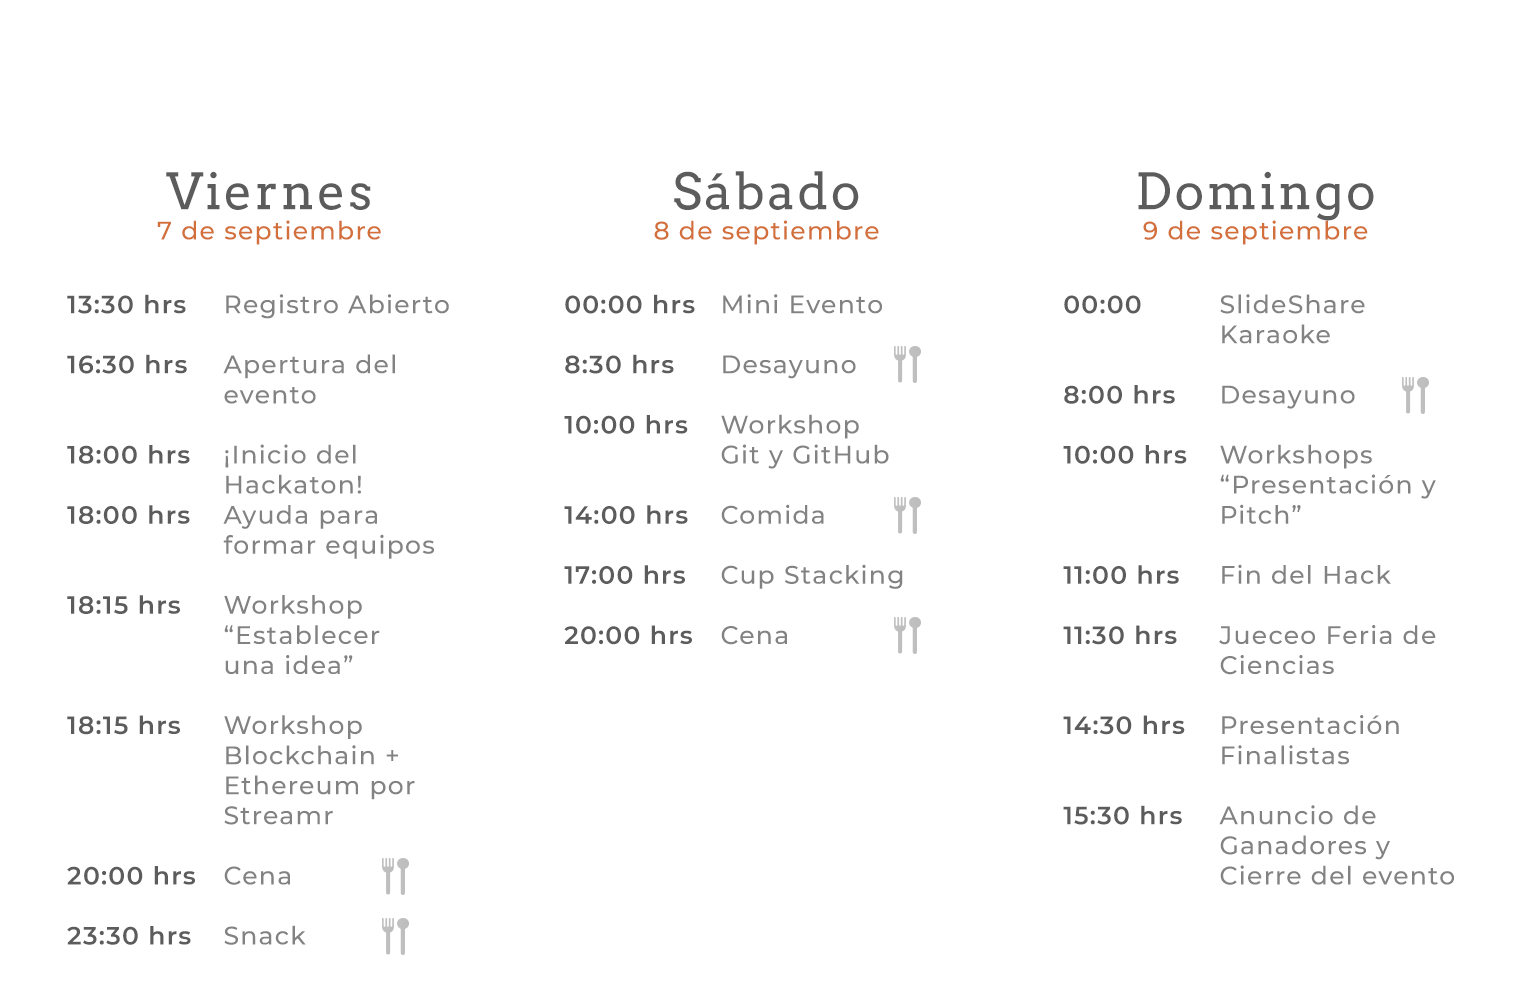 Viernes
7 de septiembre
13:30 hrs Registro Abierto
16:30 hrs Apertura del
evento
18:00 hrs ¡Inicio del
Hackaton!
18:00 hrs Ayuda para
formar equipos
18:15 hrs Workshop
“Establecer
una idea”
18:15 hrs Workshop
Blockchain +
Ethereum por
Streamr
20:00 hrs Cena
23:30 hrs Snack
Sábado
8 de septiembre
00:00 hrs Mini Evento
8:30 hrs Desayuno
10:00 hrs Workshop
Git y GitHub
14:00 hrs Comida
17:00 hrs Cup Stacking
20:00 hrs Cena
Domingo
9 de septiembre
00:00 SlideShare
Karaoke
8:00 hrs Desayuno
10:00 hrs Workshops
“Presentación y
Pitch”
11:00 hrs Fin del Hack
11:30 hrs Jueceo Feria de
Ciencias
14:30 hrs Presentación
Finalistas
15:30 hrs Anuncio de
Ganadores y
Cierre del evento